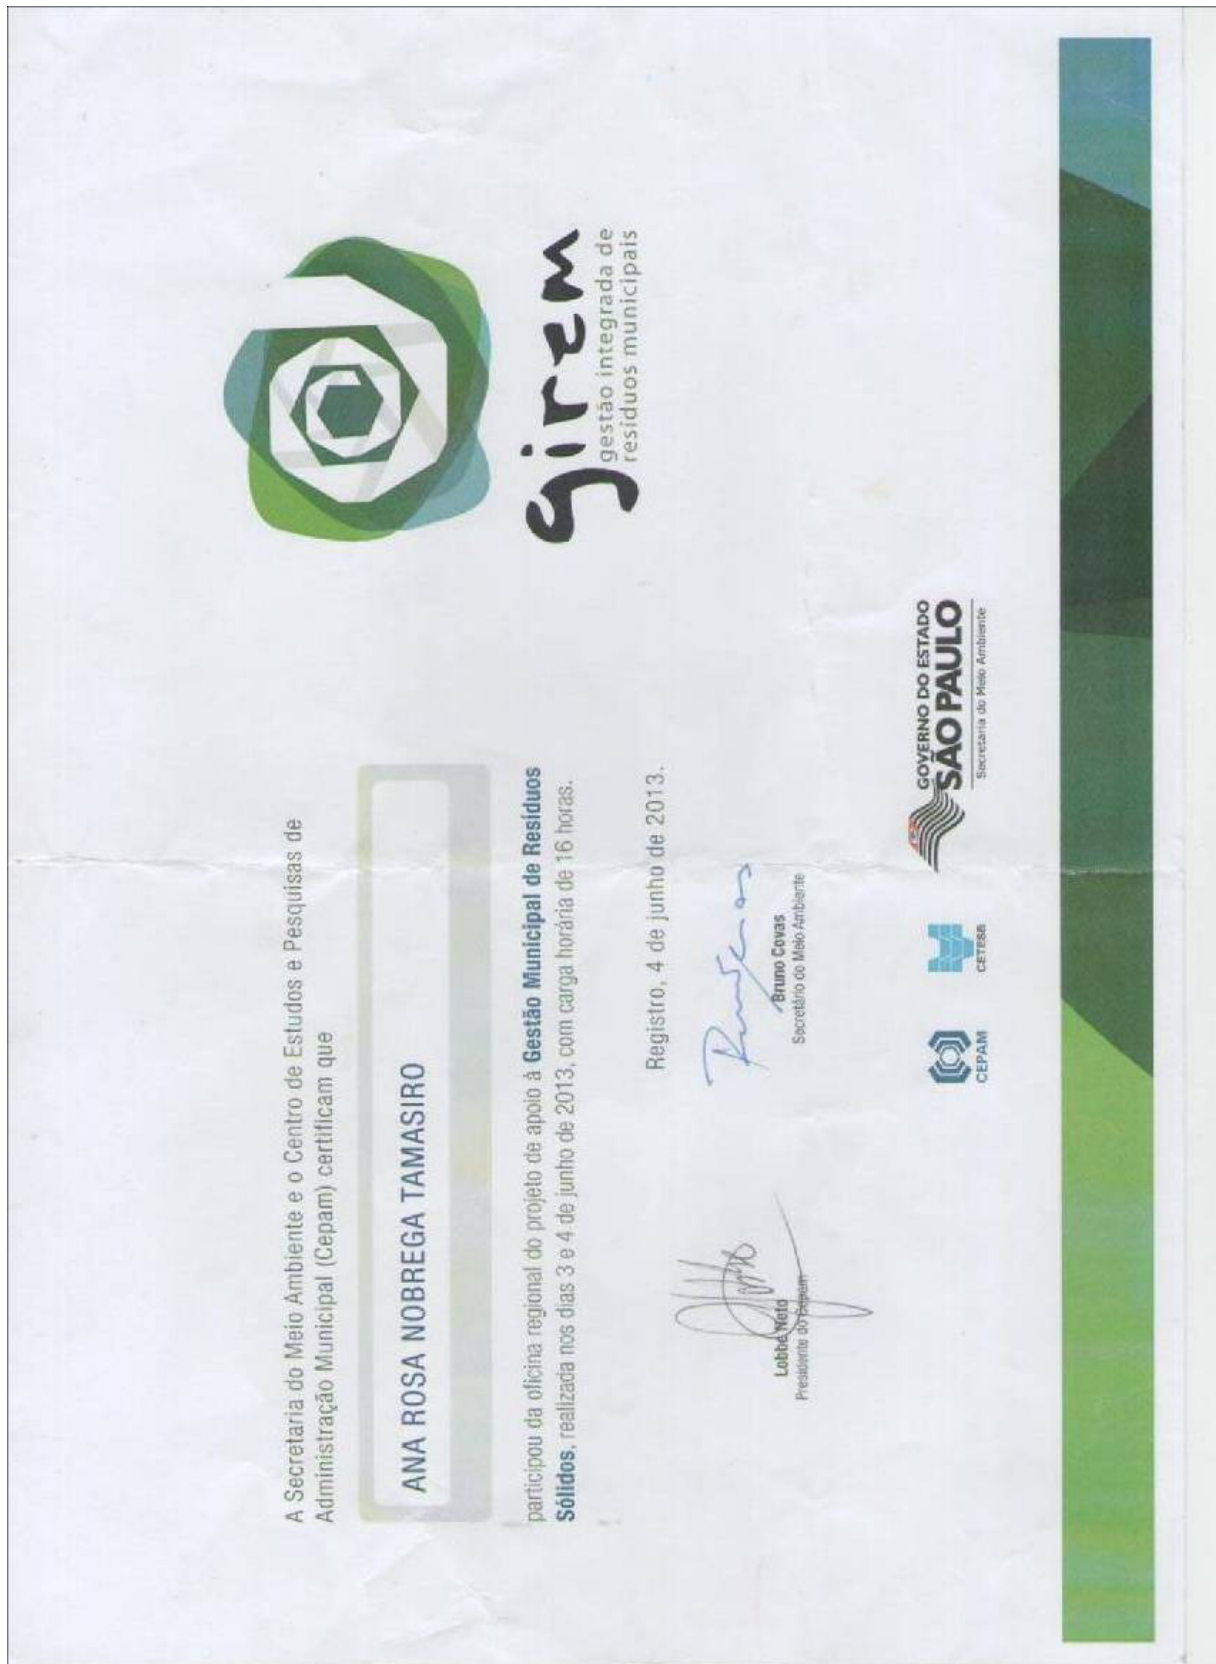 A Secretaria do Meio Ambiente e o Centro de Estudos e Pesquisas de
Administração Municipal (Cepam) certificam que
ANA ROSA NOBREGA TAMASIRO
participou da oficina regional do projeto de apoio à Gestão Municipal de Resíduos
Sólidos, realizada nos dias 3 e 4 de junho de 2013, com carga horária de 16 horas.
Registro, 4 de junho de 2013.
Lobbe Neto
Presidente do Cepam
Bruno Covas
Secretário do Meio Ambiente
girem
gestão integrada de
resíduos municipais
CEPAM
CETESB
GOVERNO DO ESTADO
SÃO PAULO
Secretaria do Meio Ambiente